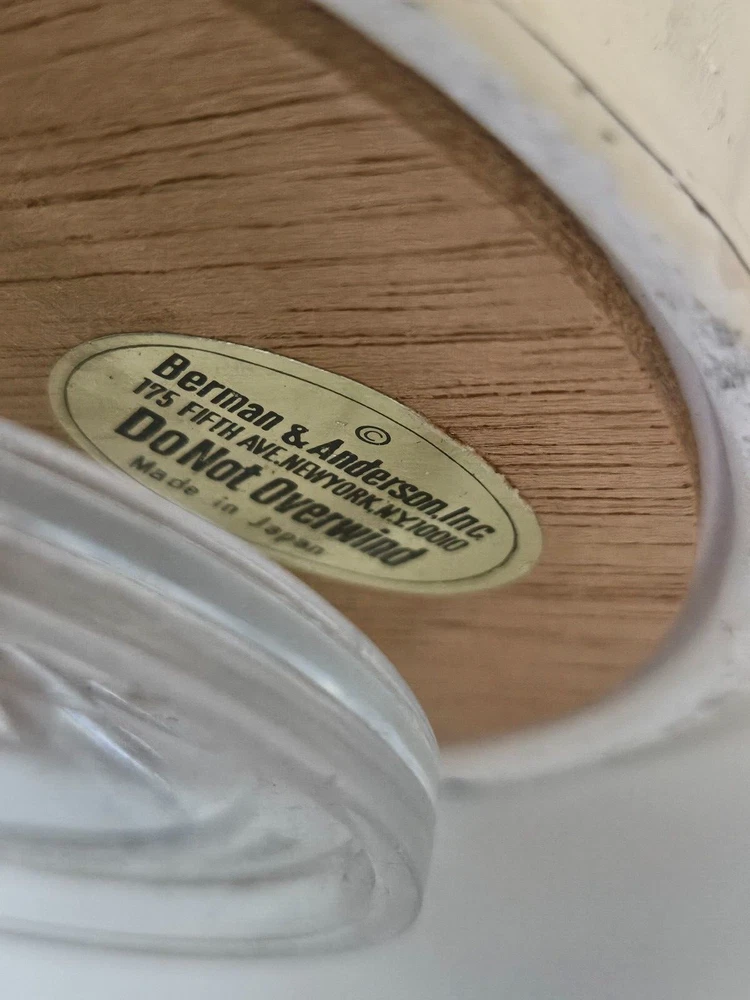 ©
Berman & Anderson,Inc
175 FIFTH AVE.NEWYORK,N.Y.10010
Do Not Overwind
Made in Japan